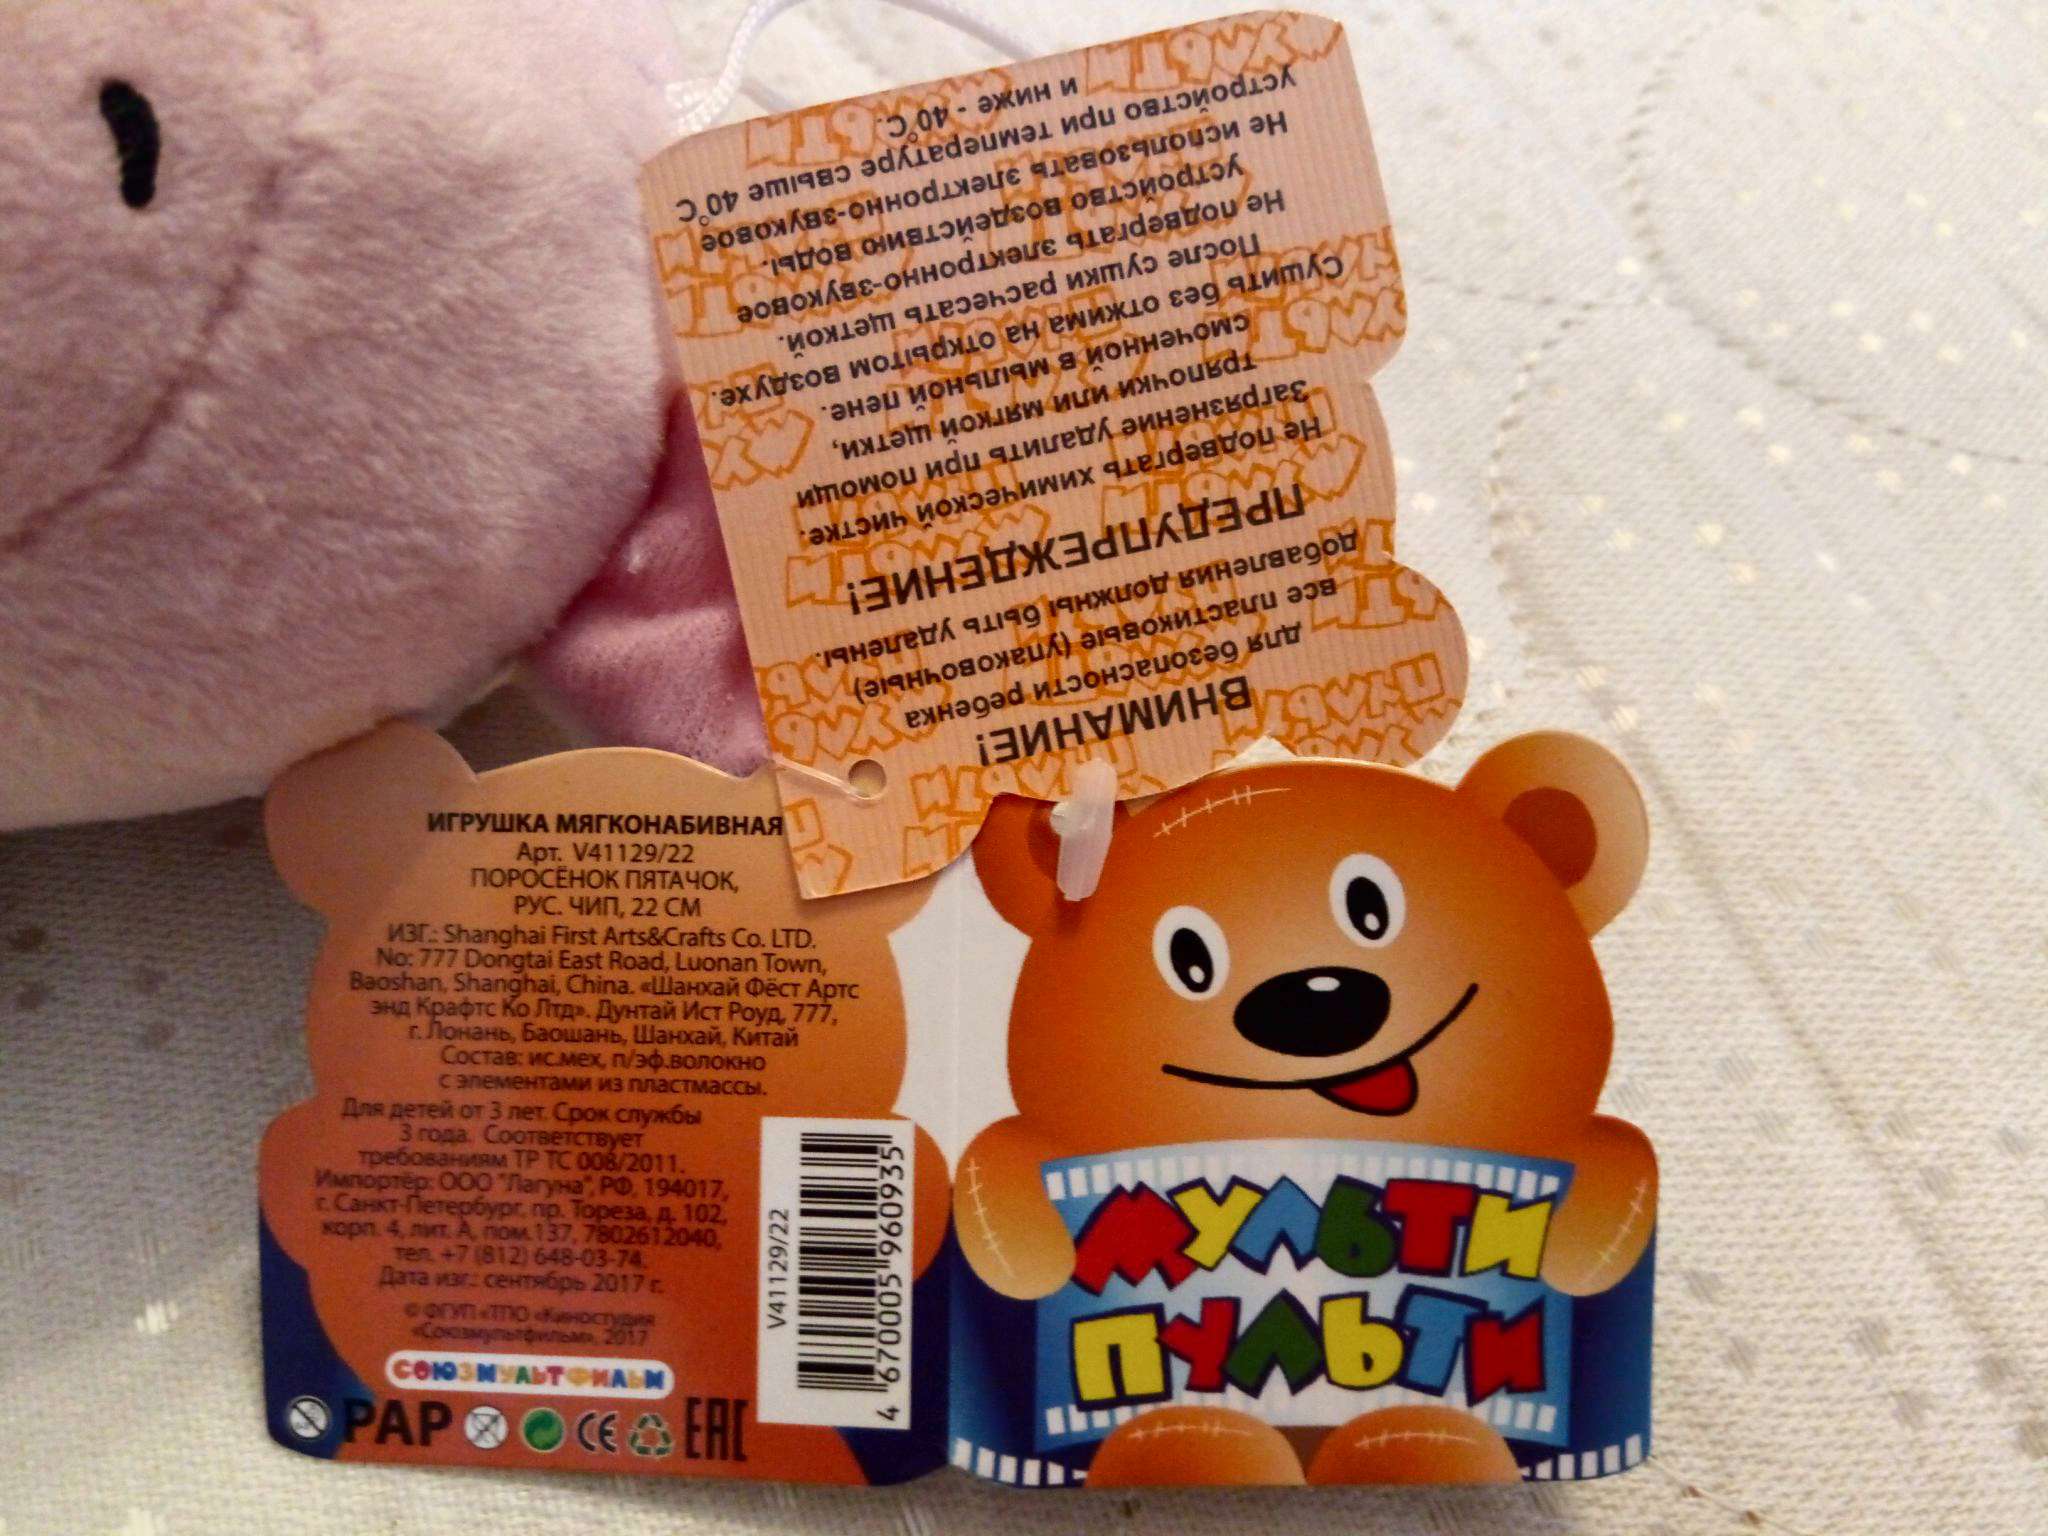 ВНИМАНИЕ!
для безопасности ребенка
все пластиковые (упаковочные)
добавления должны быть удалены.
ПРЕДУПРЕЖДЕНИЕ!
Не подвергать химической чистке.
Загрязнение удалить при помощи
тряпочки или мягкой щетки,
смоченной в мыльной пене.
Сушить без отжима на открытом воздухе.
После сушки расчесать щеткой.
Не подвергать электронно-звуковое
устройство воздействию воды.
Не использовать электронно-звуковое
устройство при температуре свыше 40°С
и ниже - 40°С.
ИГРУШКА МЯГКОНАБИВНАЯ
Арт. V41129/22
ПОРОСЁНОК ПЯТАЧОК,
РУС. ЧИП, 22 СМ
ИЗГ.: Shanghai First Arts&Crafts Co. LTD.
No: 777 Dongtai East Road, Luonan Town,
Baoshan, Shanghai, China. «Шанхай Фёст Артс
энд Крафтс Ко Лтд». Дунтай Ист Роуд, 777,
г. Лонань, Баошань, Шанхай, Китай
Состав: ис.мех, п/эф.волокно
с элементами из пластмассы.
Для детей от 3 лет. Срок службы
3 года. Соответствует
требованиям ТР ТС 008/2011.
Импортёр: ООО "Лагуна", РФ, 194017,
г. Санкт-Петербург, пр. Тореза, д. 102,
корп. 4, лит. А, пом.137, 7802612040,
тел. +7 (812) 648-03-74.
Дата изг.: сентябрь 2017 г.
© ФГУП «ТПО «Киностудия
«Союзмультфильм», 2017
СОЮЗМУЛЬТФИЛЬМ
PAP CE EAC
V41129/22
4 670005 960935
МУЛЬТИ
ПУЛЬТИ